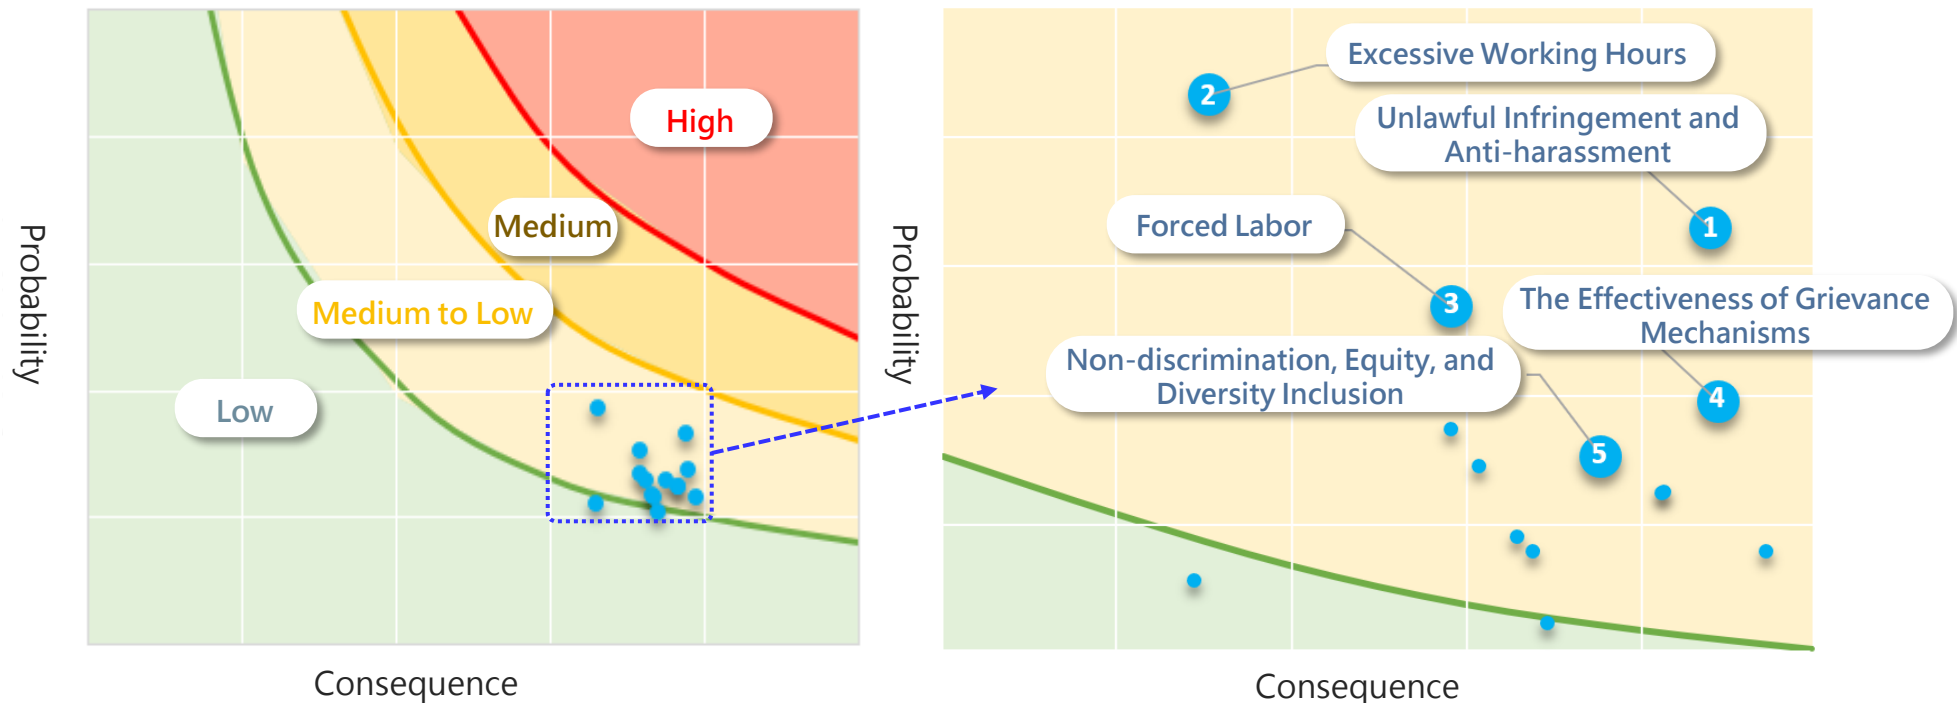 Probability
High
Medium
Medium to Low
Low
Consequence
Probability
Excessive Working Hours
2
Unlawful Infringement and
Anti-harassment
1
Forced Labor
3
The Effectiveness of Grievance
Mechanisms
4
Non-discrimination, Equity, and
Diversity Inclusion
5
Consequence